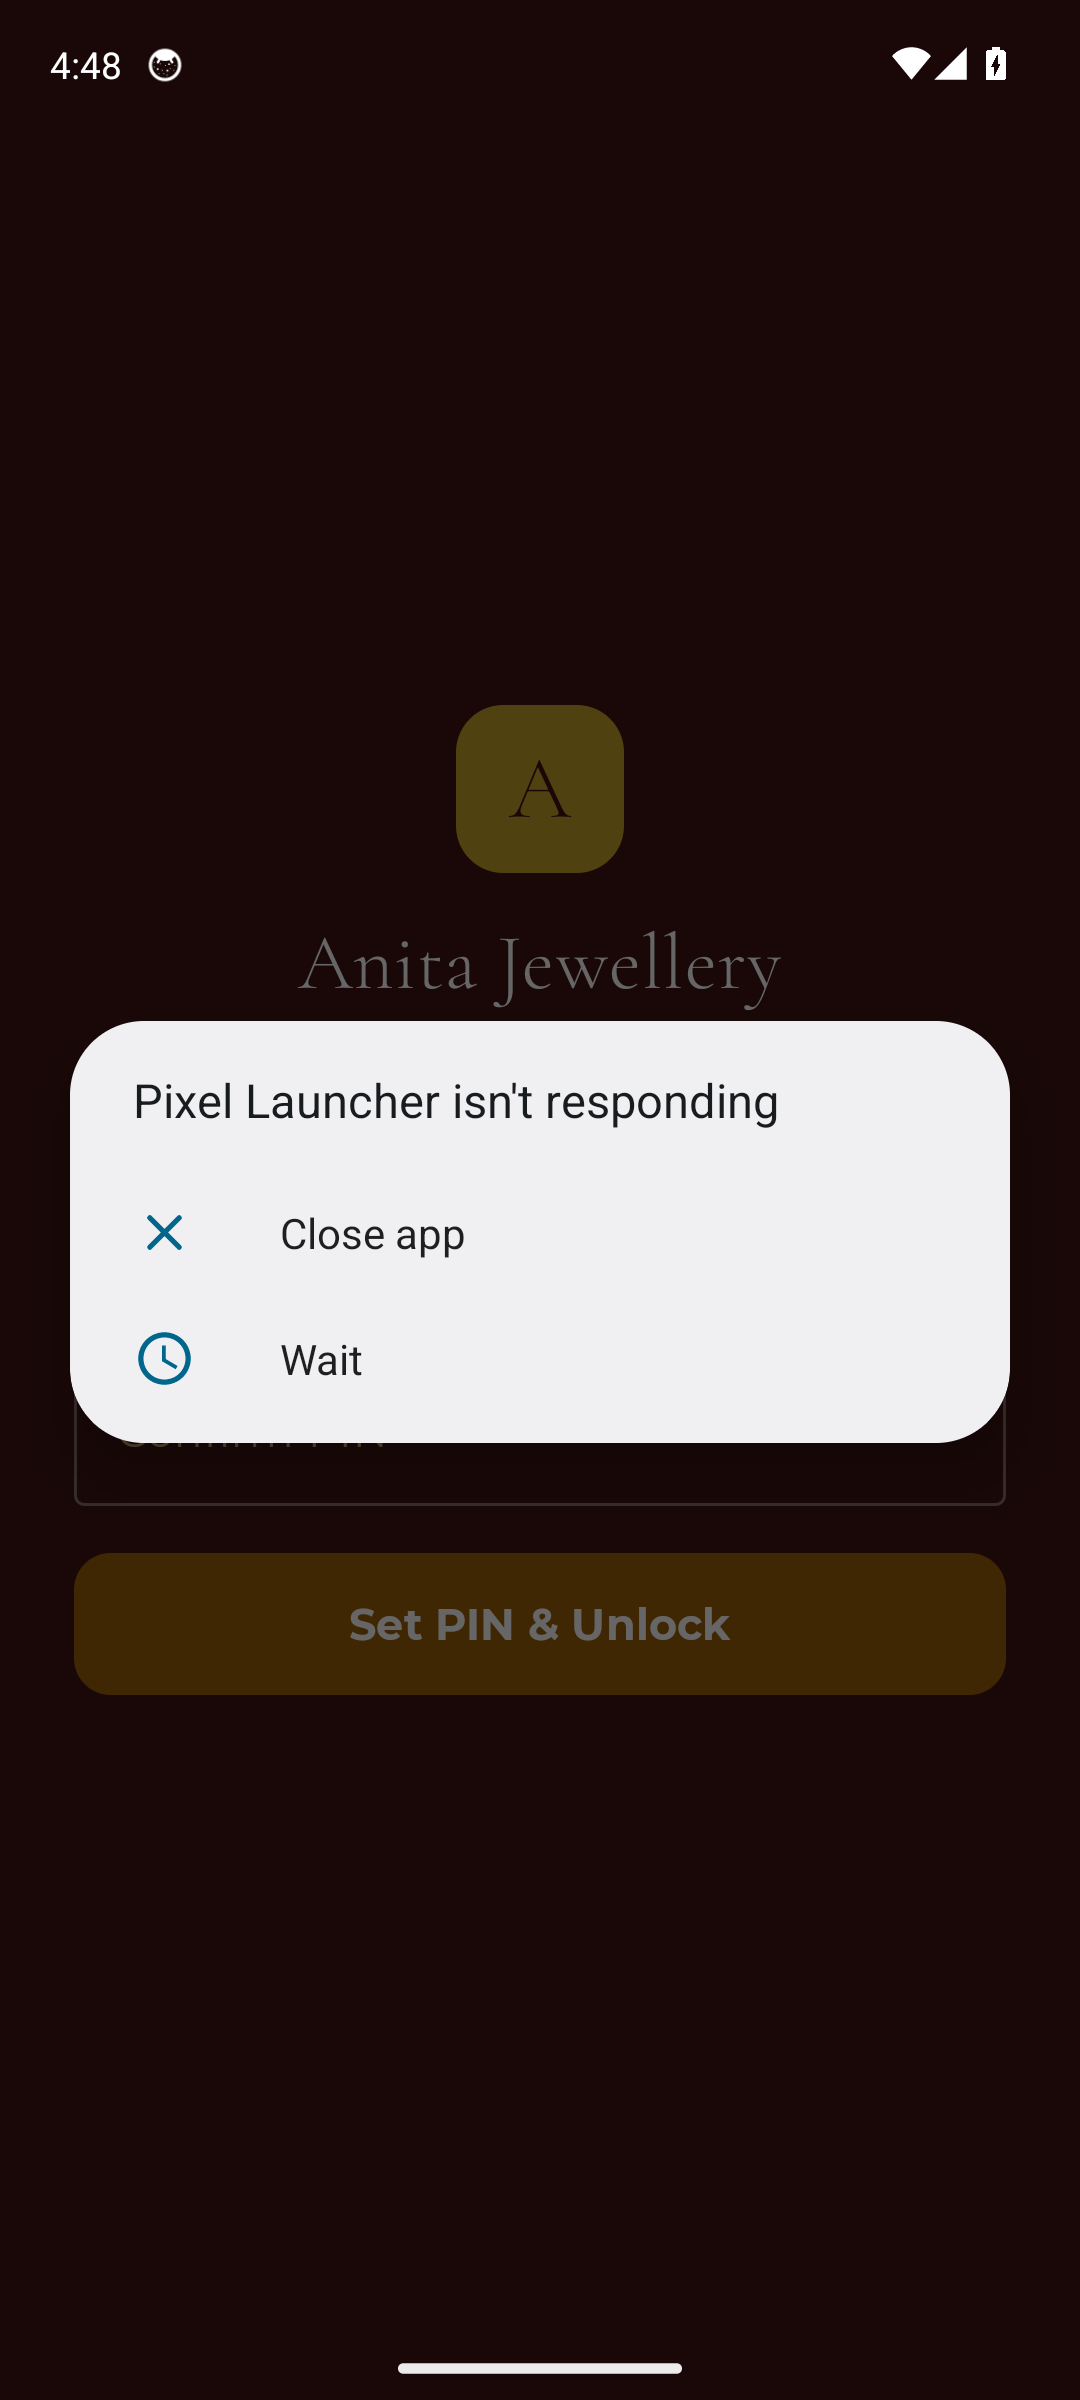 4:48
A
Anita Jewellery
Pixel Launcher isn't responding
Close app
Wait
Set PIN & Unlock